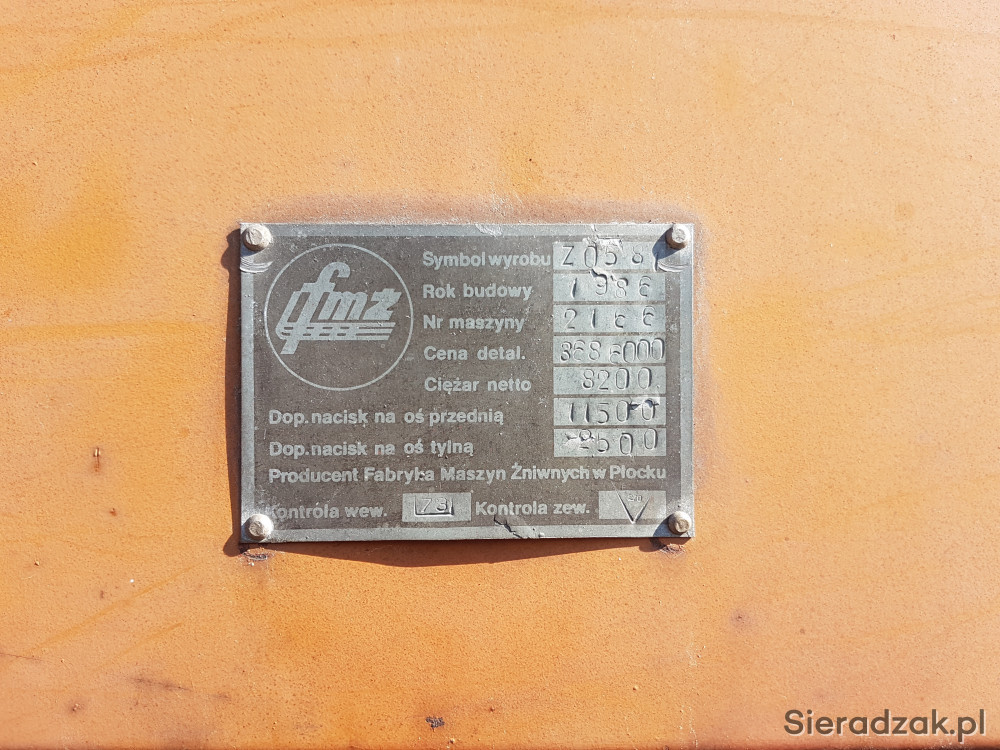 fmż
Symbol wyrobu Z058
Rok budowy 1986
Nr maszyny 2166
Cena detal. 8686000
Ciężar netto 8200
Dop. nacisk na oś przednią 11500
Dop. nacisk na oś tylną 2500
Producent Fabryka Maszyn Żniwnych w Płocku
Kontrola wew. 73 Kontrola zew.
Sieradzak.pl